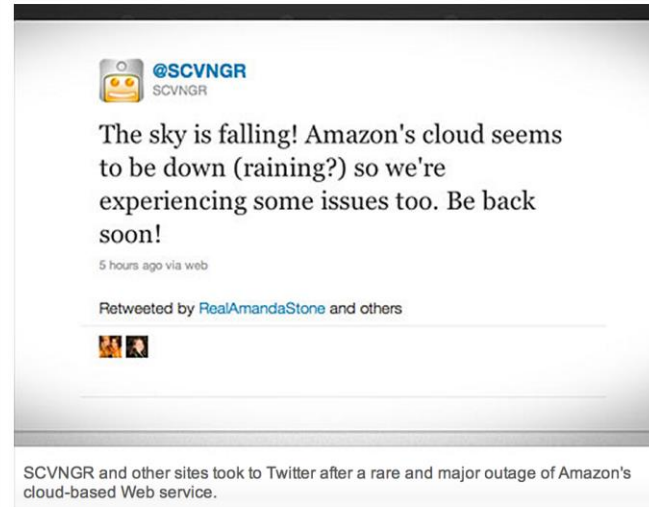 @SCVNGR
SCVNGR
The sky is falling! Amazon's cloud seems
to be down (raining?) so we're
experiencing some issues too. Be back
soon!
5 hours ago via web
Retweeted by RealAmandaStone and others
SCVNGR and other sites took to Twitter after a rare and major outage of Amazon's
cloud-based Web service.